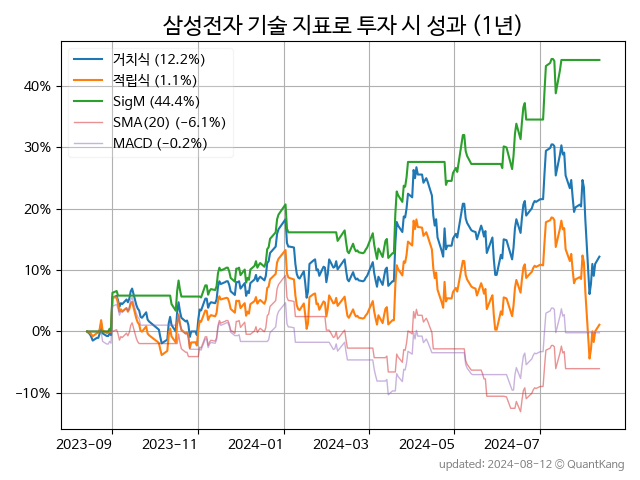 삼성전자 기술 지표로 투자 시 성과 (1년)
거치식 (12.2%)
적립식 (1.1%)
SigM (44.4%)
SMA(20) (−6.1%)
MACD (−0.2%)
40%
30%
20%
10%
0%
−10%
2023-09 2023-11 2024-01 2024-03 2024-05 2024-07
updated: 2024-08-12 © QuantKang